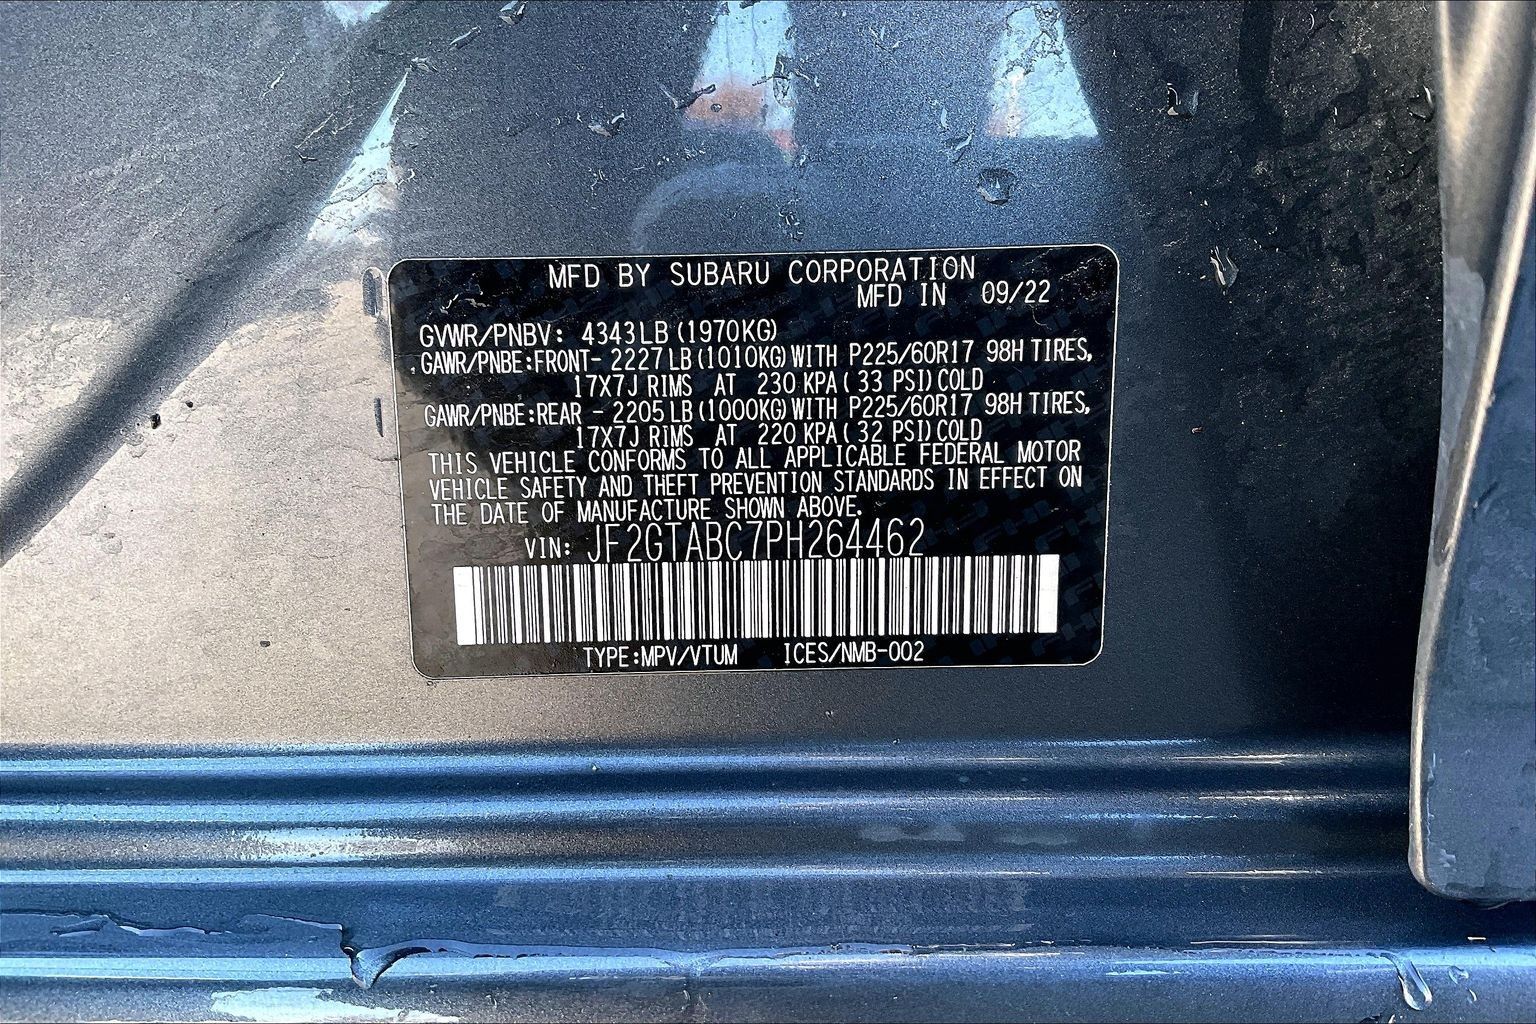 MFD BY SUBARU CORPORATION
MFD IN 09/22
GVWR/PNBV: 4343LB (1970KG)
GAWR/PNBE:FRONT- 2227LB (1010KG) WITH P225/60R17 98H TIRES,
17X7J RIMS AT 230 KPA ( 33 PSI) COLD
GAWR/PNBE:REAR - 2205LB (1000KG) WITH P225/60R17 98H TIRES,
17X7J RIMS AT 220 KPA ( 32 PSI) COLD
THIS VEHICLE CONFORMS TO ALL APPLICABLE FEDERAL MOTOR
VEHICLE SAFETY AND THEFT PREVENTION STANDARDS IN EFFECT ON
THE DATE OF MANUFACTURE SHOWN ABOVE.
VIN: JF2GTABC7PH264462
TYPE:MPV/VTUM ICES/NMB-002